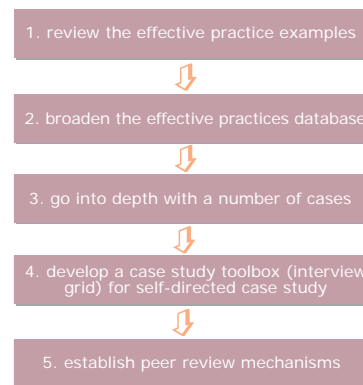 1. review the effective practice examples
2. broaden the effective practices database
3. go into depth with a number of cases
4. develop a case study toolbox (interview
grid) for self-directed case study
5. establish peer review mechanisms